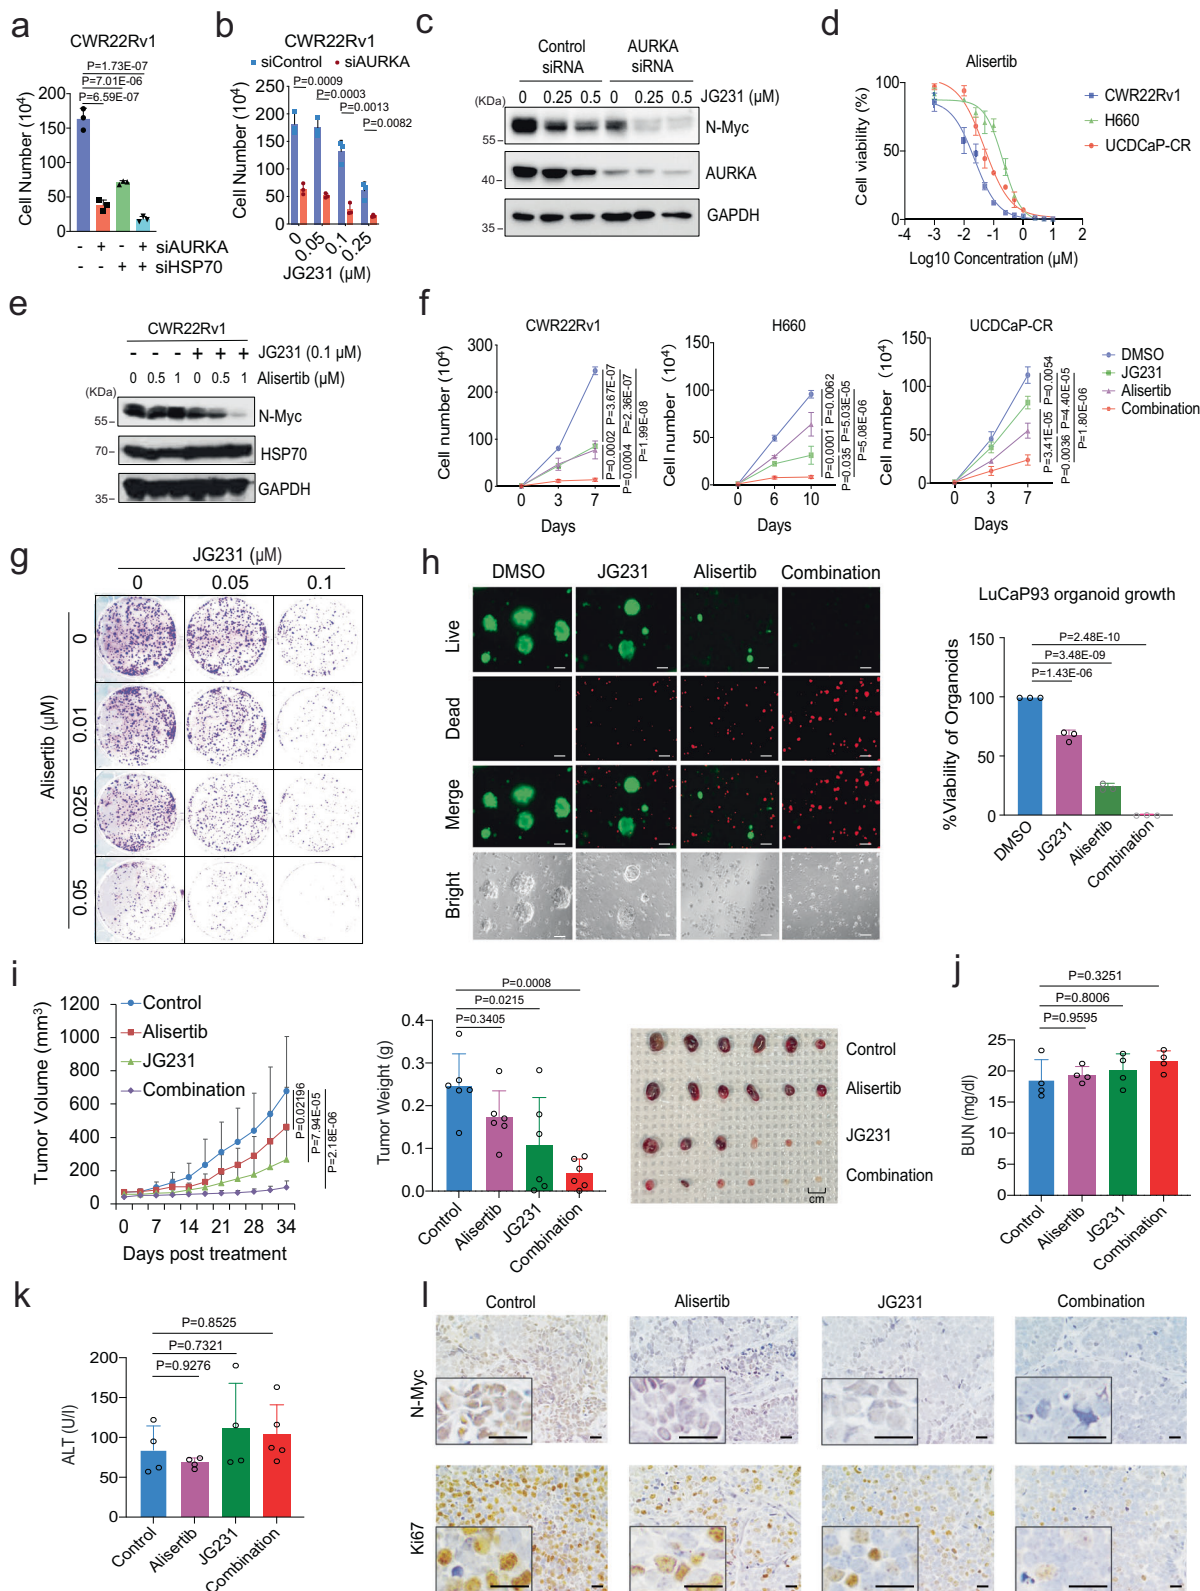 a
CWR22Rv1
P=1.73E-07
P=7.01E-06
P=6.59E-07
Cell Number (10⁴)
200
150
100
50
0
- + - + siAURKA
- - + + siHSP70
b
CWR22Rv1
siControl siAURKA
P=0.0009
P=0.0003
P=0.0013
P=0.0082
Cell Number (10⁴)
250
200
150
100
50
0
0 0.05 0.1 0.25
JG231 (μM)
c
Control siRNA
AURKA siRNA
(KDa) 0 0.25 0.5 0 0.25 0.5 JG231 (μM)
55 N-Myc
40 AURKA
35 GAPDH
d
Alisertib
Cell viability (%)
100
50
0
-4 -3 -2 -1 0 1 2
Log10 Concentration (μM)
CWR22Rv1
H660
UCDCaP-CR
e
CWR22Rv1
- - - + + + JG231 (0.1 μM)
0 0.5 1 0 0.5 1 Alisertib (μM)
(KDa)
55 N-Myc
70 HSP70
35 GAPDH
f
CWR22Rv1
Cell number (10⁴)
300
200
100
0
0 3 7
Days
P=0.0002 P=3.67E-07
P=0.0004 P=2.36E-07
P=1.99E-08
H660
Cell number (10⁴)
150
100
50
0
0 6 10
Days
P=0.0001 P=0.0062
P=0.035 P=5.03E-05
P=5.08E-06
UCDCaP-CR
Cell number (10⁴)
150
100
50
0
0 3 7
Days
P=3.41E-05 P=0.0054
P=0.0036 P=4.40E-05
P=1.80E-06
DMSO
JG231
Alisertib
Combination
g
JG231 (μM)
0 0.05 0.1
Alisertib (μM)
0
0.01
0.025
0.05
h
DMSO JG231 Alisertib Combination
Live
Dead
Merge
Bright
LuCaP93 organoid growth
P=2.48E-10
P=3.48E-09
P=1.43E-06
%Viability of Organoids
150
100
50
0
DMSO
JG231
Alisertib
Combination
i
Tumor Volume (mm³)
1200
1000
800
600
400
200
0
Control
Alisertib
JG231
Combination
P=0.02196
P=7.94E-05
P=2.18E-06
0 7 14 21 28 34
Days post treatment
P=0.0008
P=0.0215
P=0.3405
Tumor Weight (g)
0.4
0.3
0.2
0.1
0.0
Control
Alisertib
JG231
Combination
Control
Alisertib
JG231
Combination
cm
j
P=0.3251
P=0.8006
P=0.9595
BUN (mg/dl)
25
20
15
10
5
0
Control
Alisertib
JG231
Combination
k
P=0.8525
P=0.7321
P=0.9276
ALT (U/l)
200
150
100
50
0
Control
Alisertib
JG231
Combination
l
Control Alisertib JG231 Combination
N-Myc
Ki67